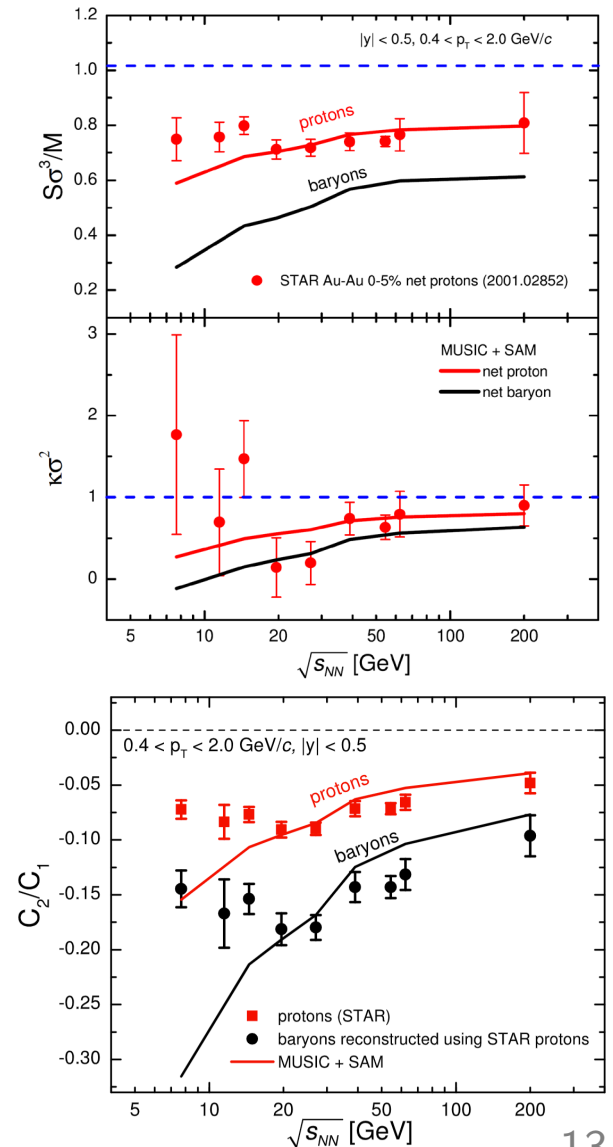 1.2
|y| < 0.5, 0.4 < p_T < 2.0 GeV/c
1.0
0.8
0.6
0.4
0.2
Sσ³/M
protons
baryons
STAR Au-Au 0-5% net protons (2001.02852)
3
2
1
0
κσ²
MUSIC + SAM
net proton
net baryon
5 10 20 50 100 200
√s_NN [GeV]
0.00
-0.05
-0.10
-0.15
-0.20
-0.25
-0.30
C₂/C₁
0.4 < p_T < 2.0 GeV/c, |y| < 0.5
protons
baryons
protons (STAR)
baryons reconstructed using STAR protons
MUSIC + SAM
5 10 20 50 100 200
√s_NN [GeV]